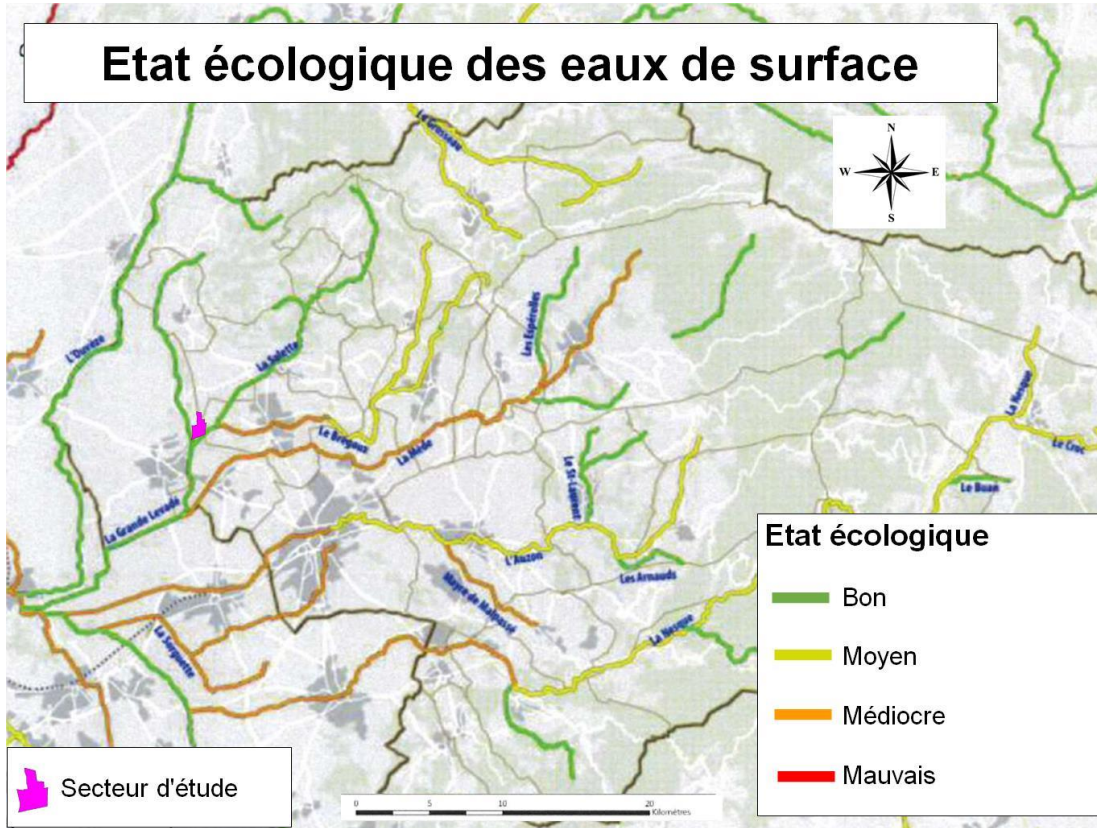 Etat écologique des eaux de surface
Le Groseau
N
W E
S
L'Ouvèze
La Salette
Les Espérelles
La Nesque
Le Croc
Le Brégoux
La Mède
Le St-Laurent
Le Buan
La Grande Levade
L'Auzon
Les Arnauds
Mayre de Malpassé
La Nesque
La Sorguette
Etat écologique
Bon
Moyen
Médiocre
Mauvais
Secteur d'étude
0 5 10 20
Kilomètres